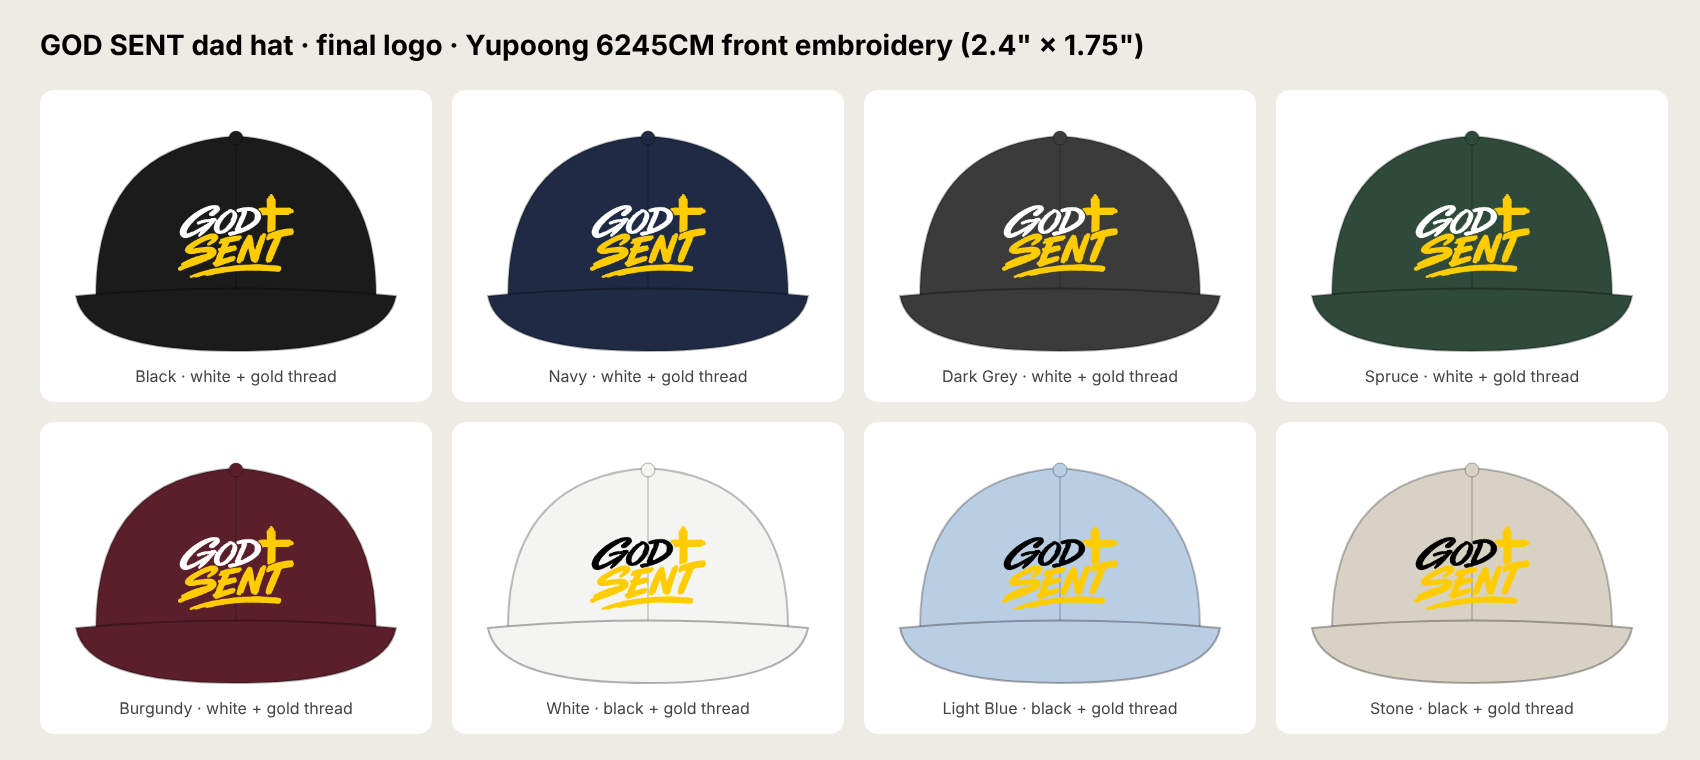 GOD SENT dad hat · final logo · Yupoong 6245CM front embroidery (2.4" × 1.75")
GOD
SENT
Black · white + gold thread
GOD
SENT
Navy · white + gold thread
GOD
SENT
Dark Grey · white + gold thread
GOD
SENT
Spruce · white + gold thread
GOD
SENT
Burgundy · white + gold thread
GOD
SENT
White · black + gold thread
GOD
SENT
Light Blue · black + gold thread
GOD
SENT
Stone · black + gold thread